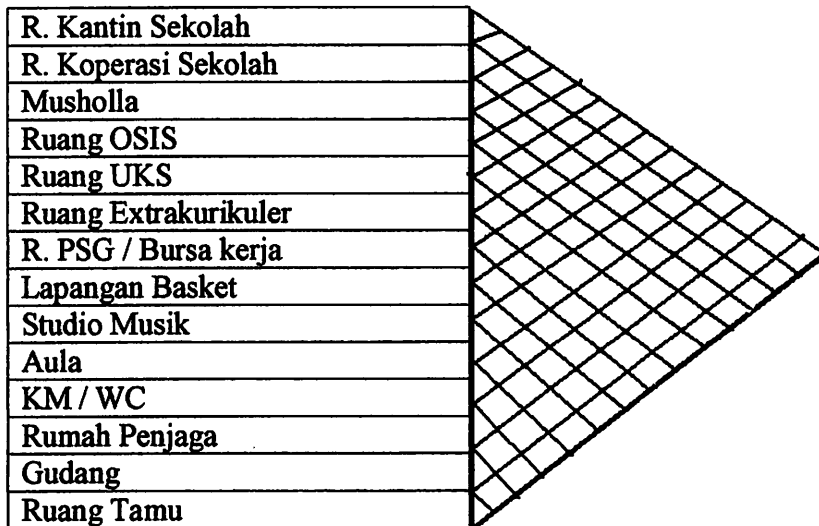 R. Kantin Sekolah
R. Koperasi Sekolah
Musholla
Ruang OSIS
Ruang UKS
Ruang Extrakurikuler
R. PSG / Bursa kerja
Lapangan Basket
Studio Musik
Aula
KM / WC
Rumah Penjaga
Gudang
Ruang Tamu